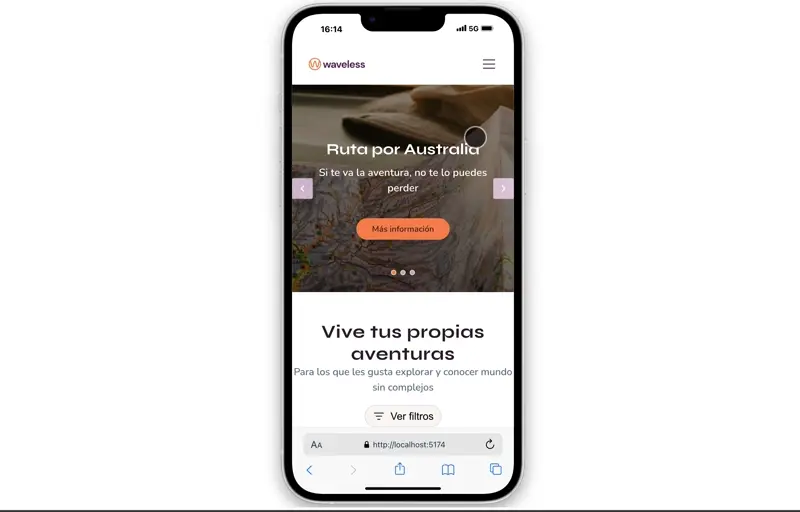 16:14
5G
waveless
Ruta por Australia
Si te va la aventura, no te lo puedes
perder
Más información
Vive tus propias
aventuras
Para los que les gusta explorar y conocer mundo
sin complejos
Ver filtros
AA
http://localhost:5174